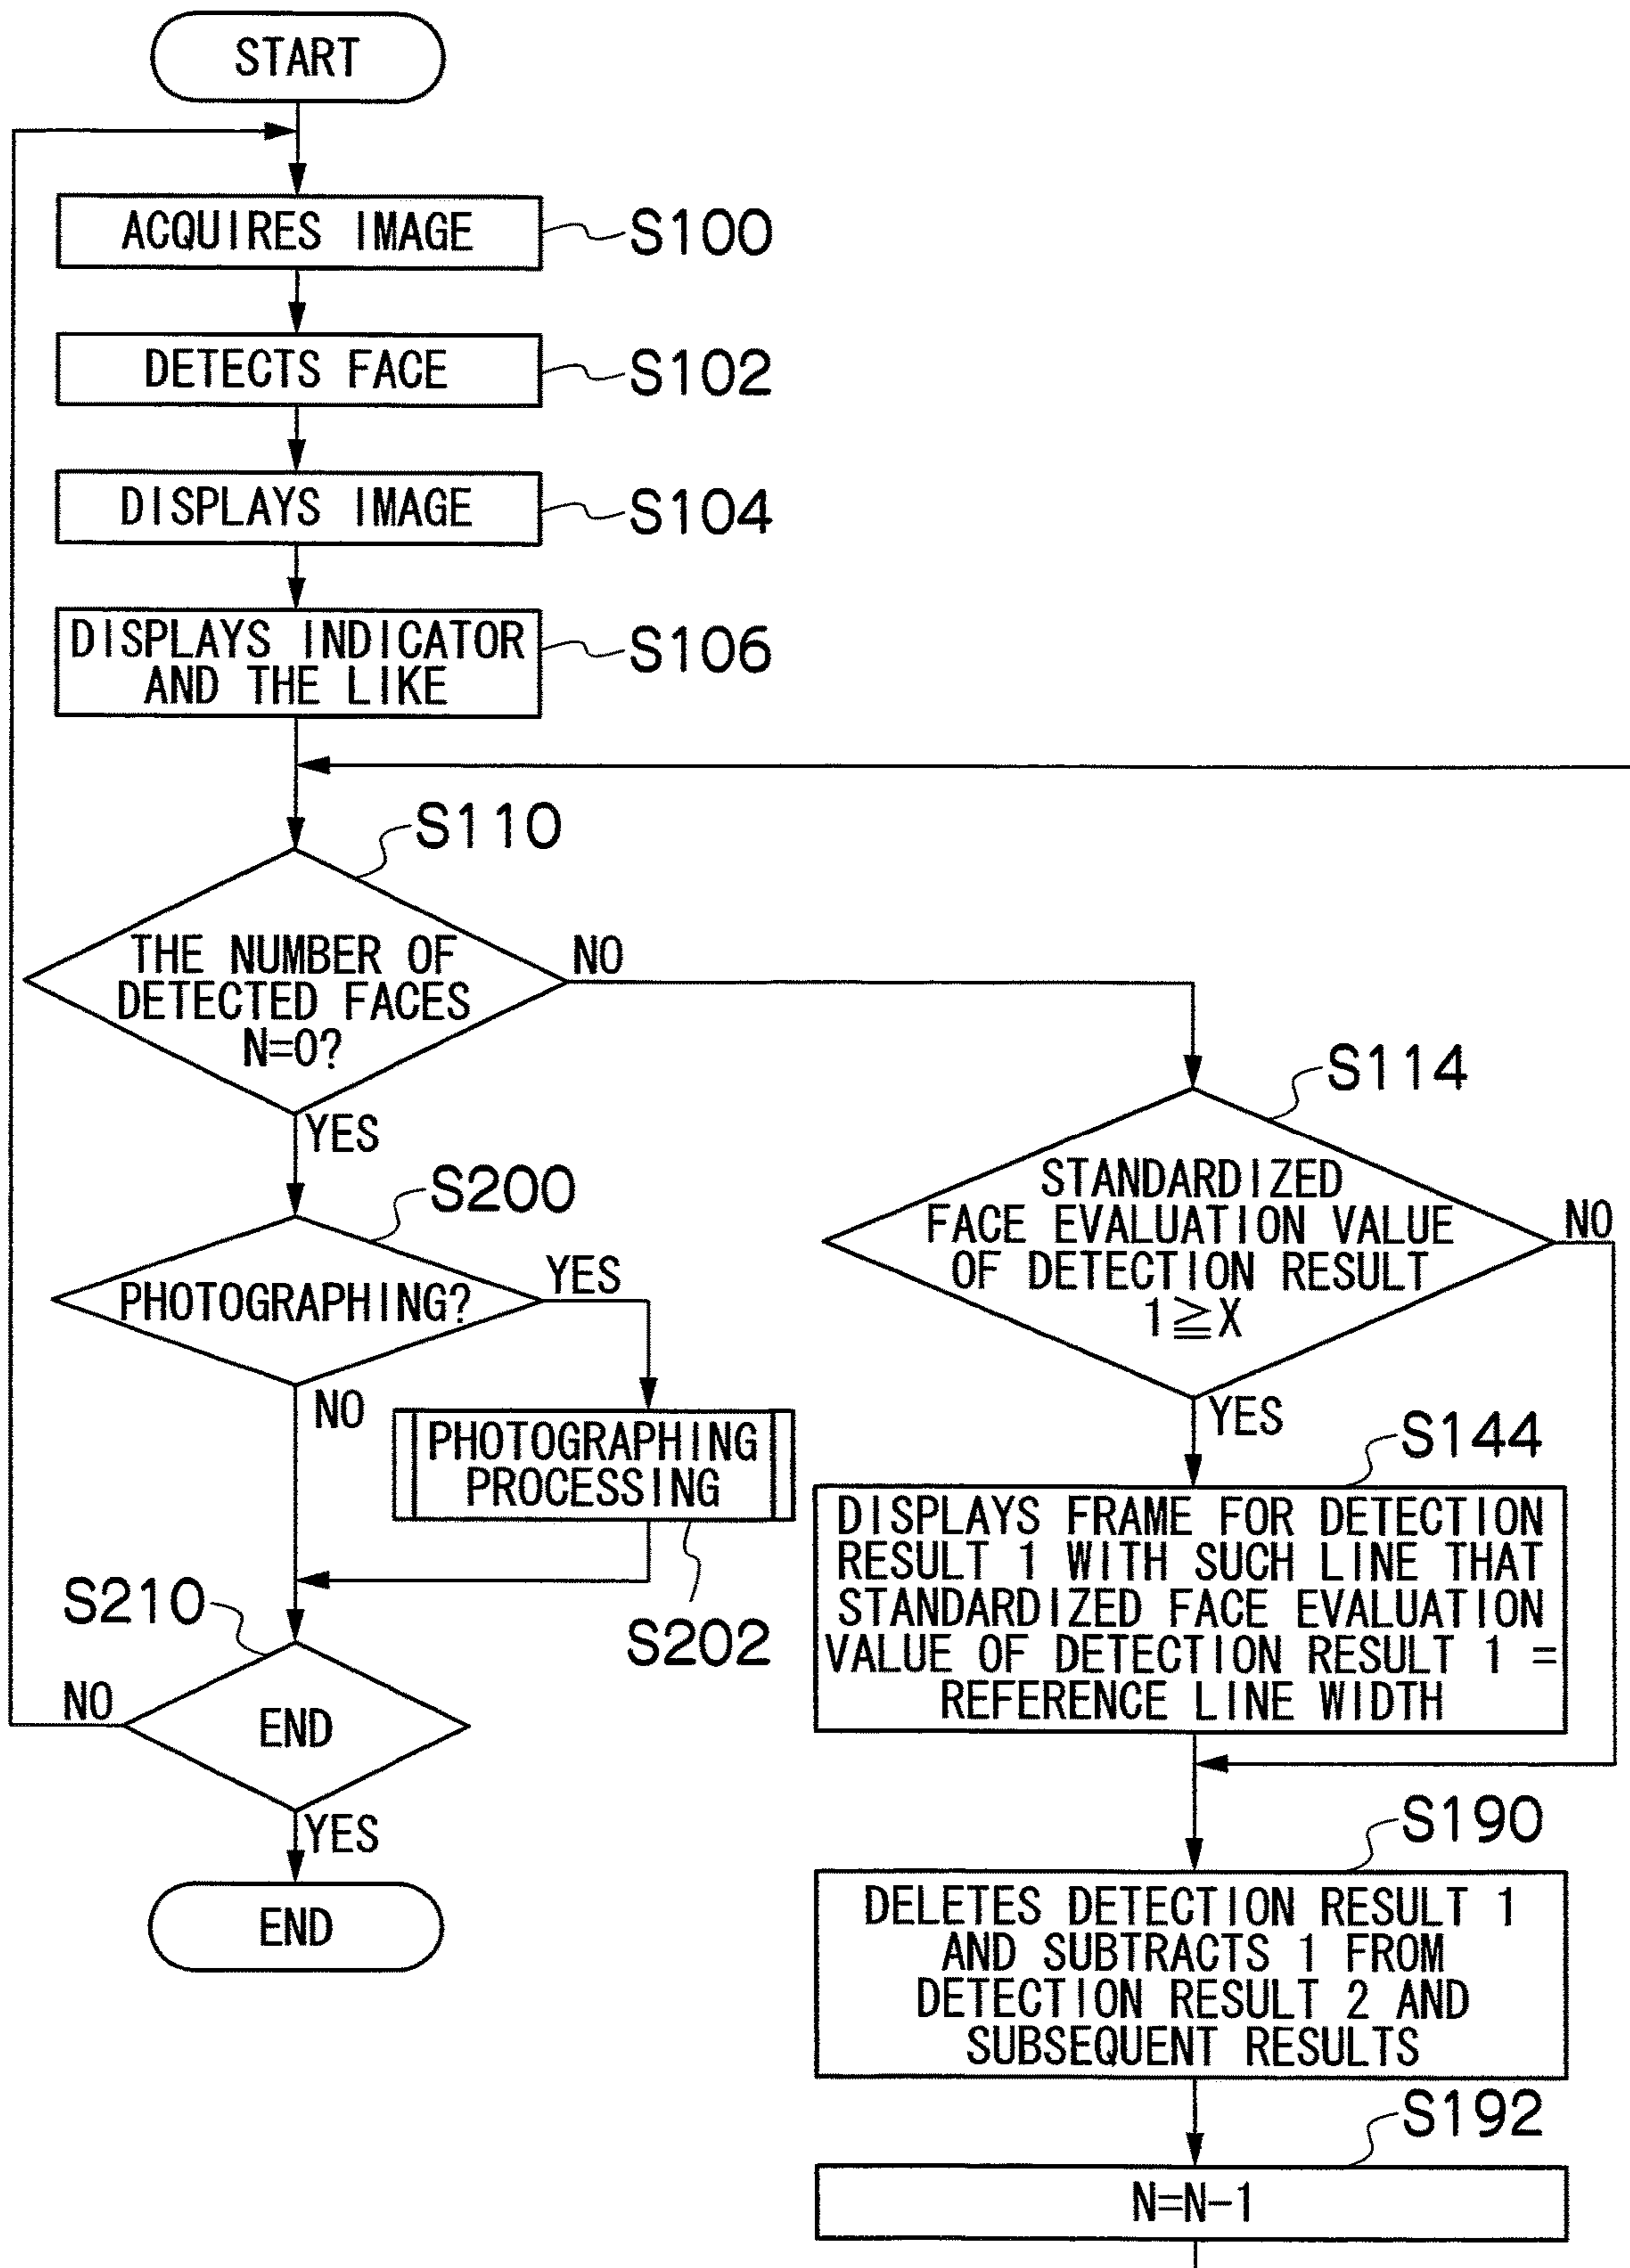 START
ACQUIRES IMAGE
S100
DETECTS FACE
S102
DISPLAYS IMAGE
S104
DISPLAYS INDICATOR
AND THE LIKE
S106
S110
THE NUMBER OF
DETECTED FACES
N=0?
NO
YES
S114
STANDARDIZED
FACE EVALUATION VALUE
OF DETECTION RESULT
1≧X
NO
YES
S200
PHOTOGRAPHING?
YES
NO
PHOTOGRAPHING
PROCESSING
S202
S144
DISPLAYS FRAME FOR DETECTION
RESULT 1 WITH SUCH LINE THAT
STANDARDIZED FACE EVALUATION
VALUE OF DETECTION RESULT 1 =
REFERENCE LINE WIDTH
S210
END
NO
YES
END
S190
DELETES DETECTION RESULT 1
AND SUBTRACTS 1 FROM
DETECTION RESULT 2 AND
SUBSEQUENT RESULTS
S192
N=N-1